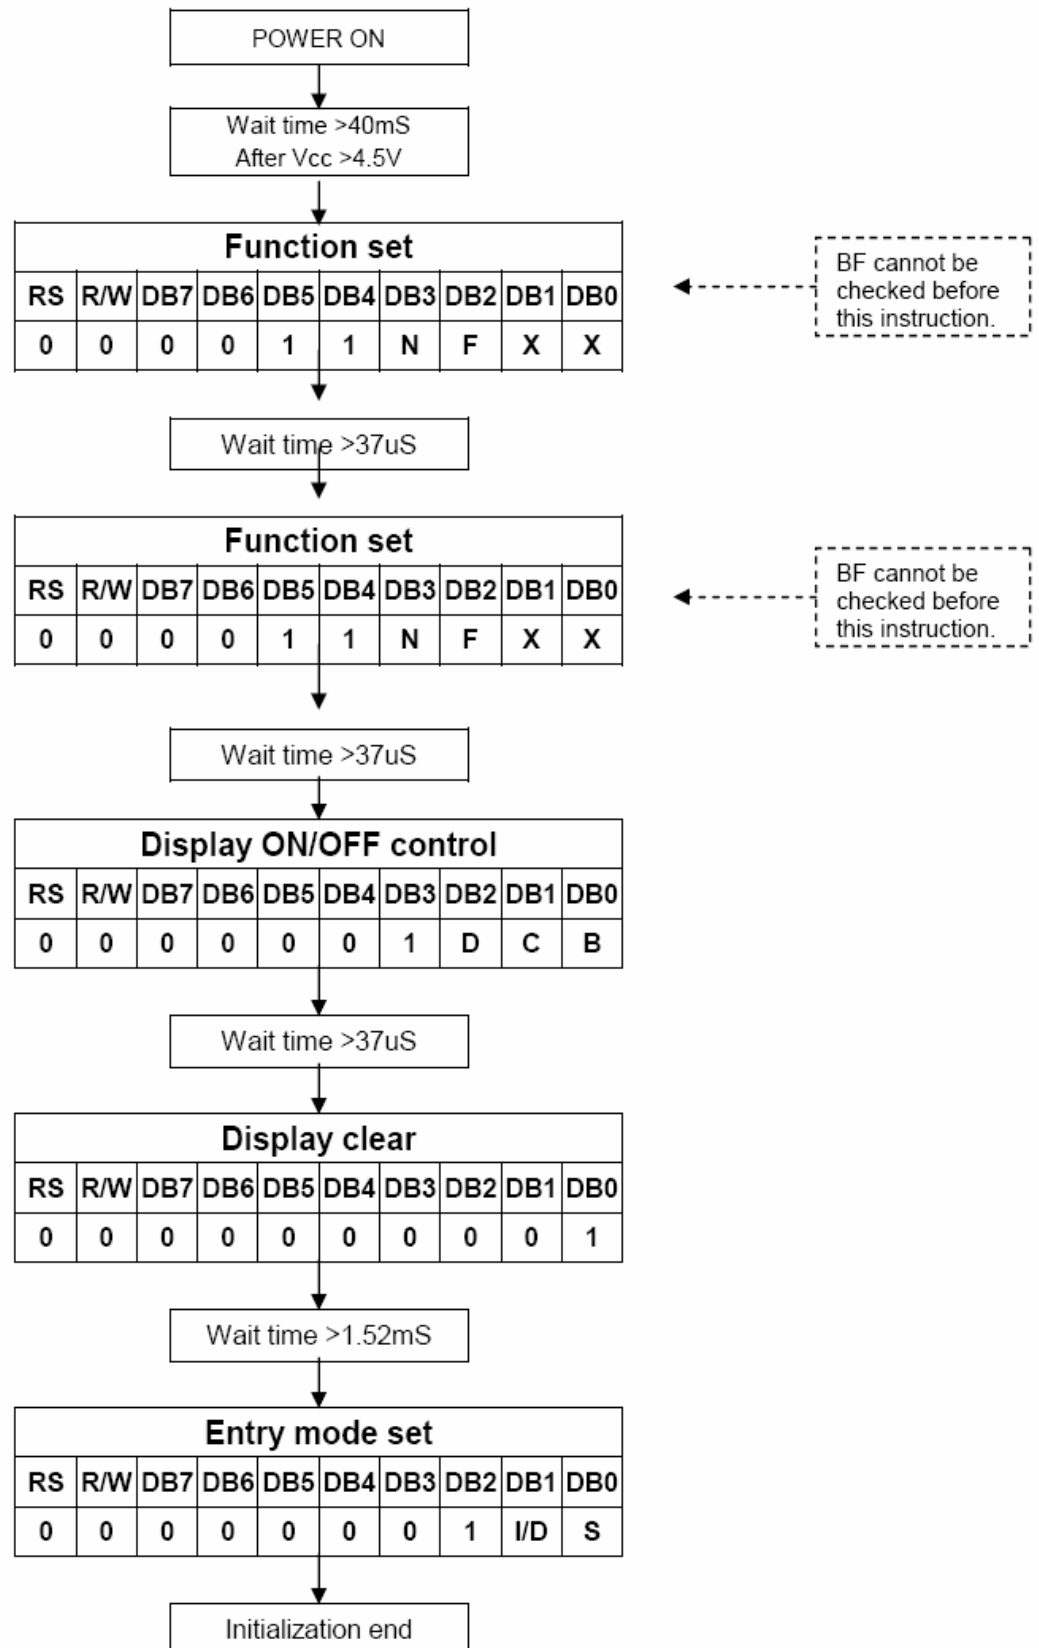 POWER ON
Wait time >40mS
After Vcc >4.5V
Function set
RS R/W DB7 DB6 DB5 DB4 DB3 DB2 DB1 DB0
0 0 0 0 1 1 N F X X
BF cannot be
checked before
this instruction.
Wait time >37uS
Function set
RS R/W DB7 DB6 DB5 DB4 DB3 DB2 DB1 DB0
0 0 0 0 1 1 N F X X
BF cannot be
checked before
this instruction.
Wait time >37uS
Display ON/OFF control
RS R/W DB7 DB6 DB5 DB4 DB3 DB2 DB1 DB0
0 0 0 0 0 0 1 D C B
Wait time >37uS
Display clear
RS R/W DB7 DB6 DB5 DB4 DB3 DB2 DB1 DB0
0 0 0 0 0 0 0 0 0 1
Wait time >1.52mS
Entry mode set
RS R/W DB7 DB6 DB5 DB4 DB3 DB2 DB1 DB0
0 0 0 0 0 0 0 1 I/D S
Initialization end